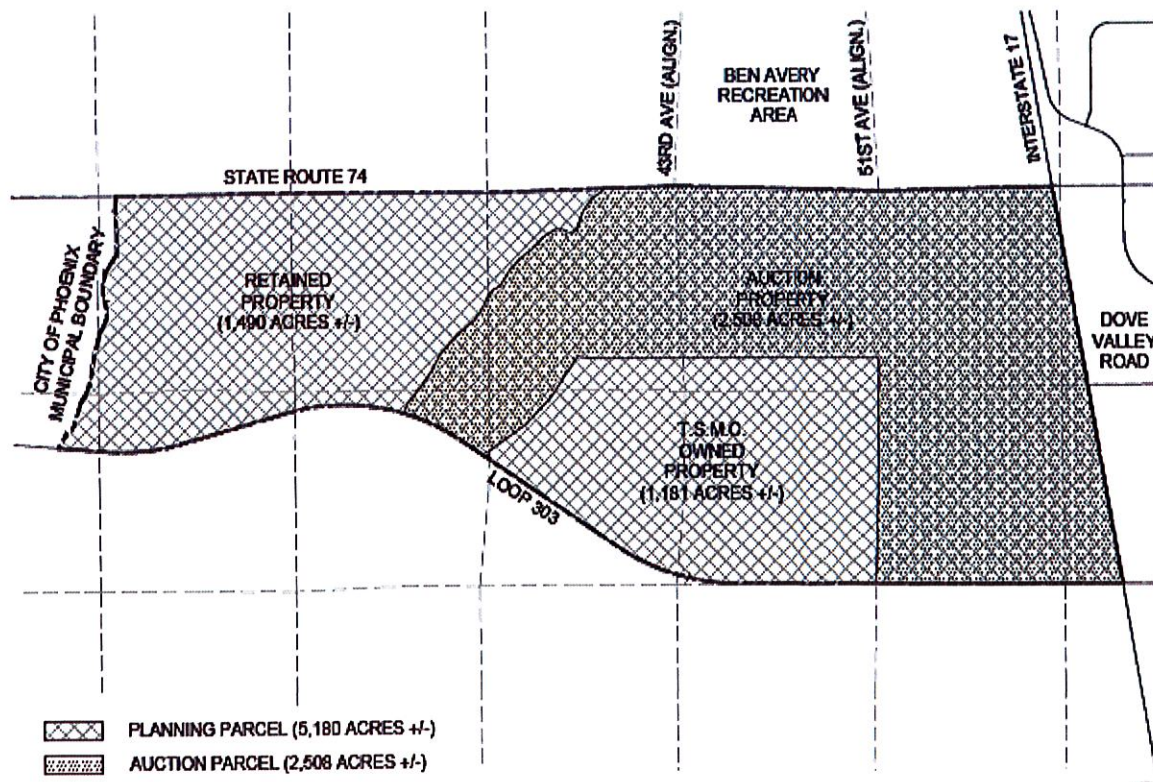 43RD AVE (ALIGN.)
BEN AVERY
RECREATION
AREA
51ST AVE (ALIGN.)
INTERSTATE 17
STATE ROUTE 74
CITY OF PHOENIX
MUNICIPAL BOUNDARY
RETAINED
PROPERTY
(1,490 ACRES +/-)
AUCTION
PROPERTY
(2,508 ACRES +/-)
DOVE
VALLEY
ROAD
T.S.M.O.
OWNED
PROPERTY
(1,181 ACRES +/-)
LOOP 303
PLANNING PARCEL (5,180 ACRES +/-)
AUCTION PARCEL (2,508 ACRES +/-)